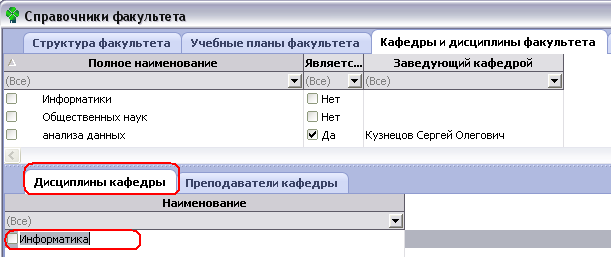 Справочники факультета
Структура факультета Учебные планы факультета Кафедры и дисциплины факультета
Полное наименование Являетс... Заведующий кафедрой
(Все) (Все) (Все)
Информатики Нет
Общественных наук Нет
анализа данных Да Кузнецов Сергей Олегович
Дисциплины кафедры Преподаватели кафедры
Наименование
(Все)
Информатика